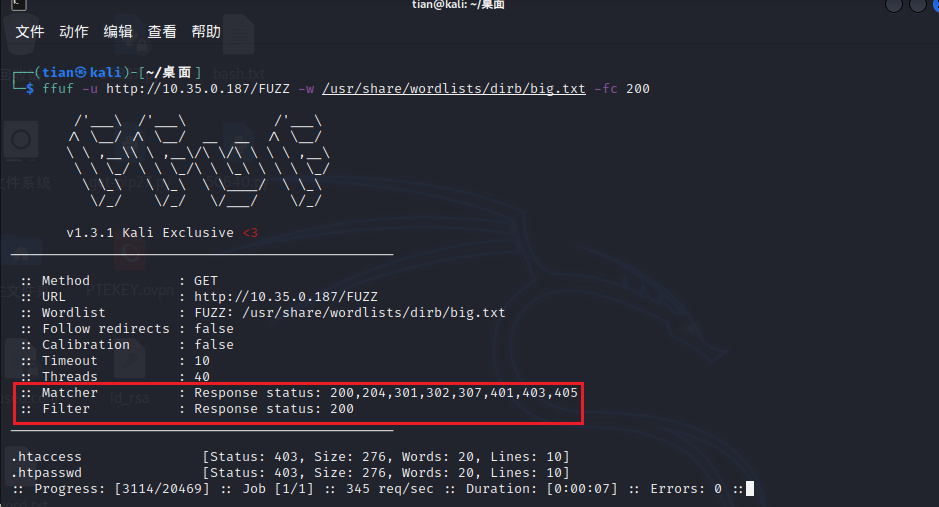 tian@kali: ~/桌面
文件 动作 编辑 查看 帮助
┌──(tian㉿kali)-[~/桌面]
└─$ ffuf -u http://10.35.0.187/FUZZ -w /usr/share/wordlists/dirb/big.txt -fc 200
v1.3.1 Kali Exclusive <3
:: Method : GET
:: URL : http://10.35.0.187/FUZZ
:: Wordlist : FUZZ: /usr/share/wordlists/dirb/big.txt
:: Follow redirects : false
:: Calibration : false
:: Timeout : 10
:: Threads : 40
:: Matcher : Response status: 200,204,301,302,307,401,403,405
:: Filter : Response status: 200
.htaccess [Status: 403, Size: 276, Words: 20, Lines: 10]
.htpasswd [Status: 403, Size: 276, Words: 20, Lines: 10]
:: Progress: [3114/20469] :: Job [1/1] :: 345 req/sec :: Duration: [0:00:07] :: Errors: 0 ::